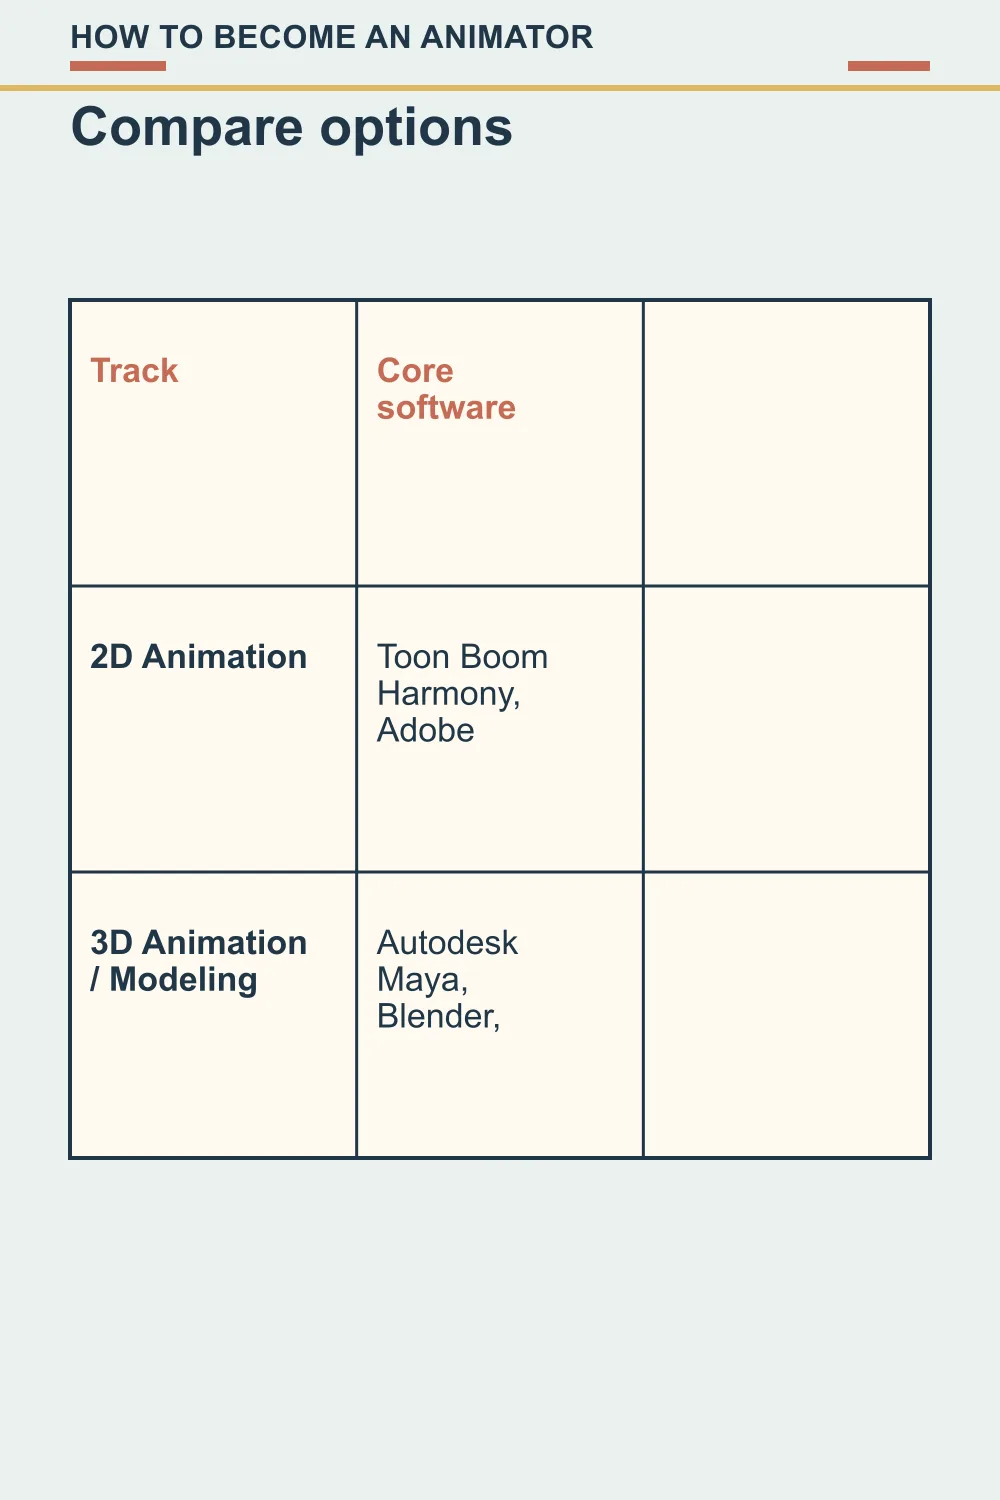 HOW TO BECOME AN ANIMATOR
Compare options
Track
Core
software
2D Animation
Toon Boom
Harmony,
Adobe
3D Animation
/ Modeling
Autodesk
Maya,
Blender,